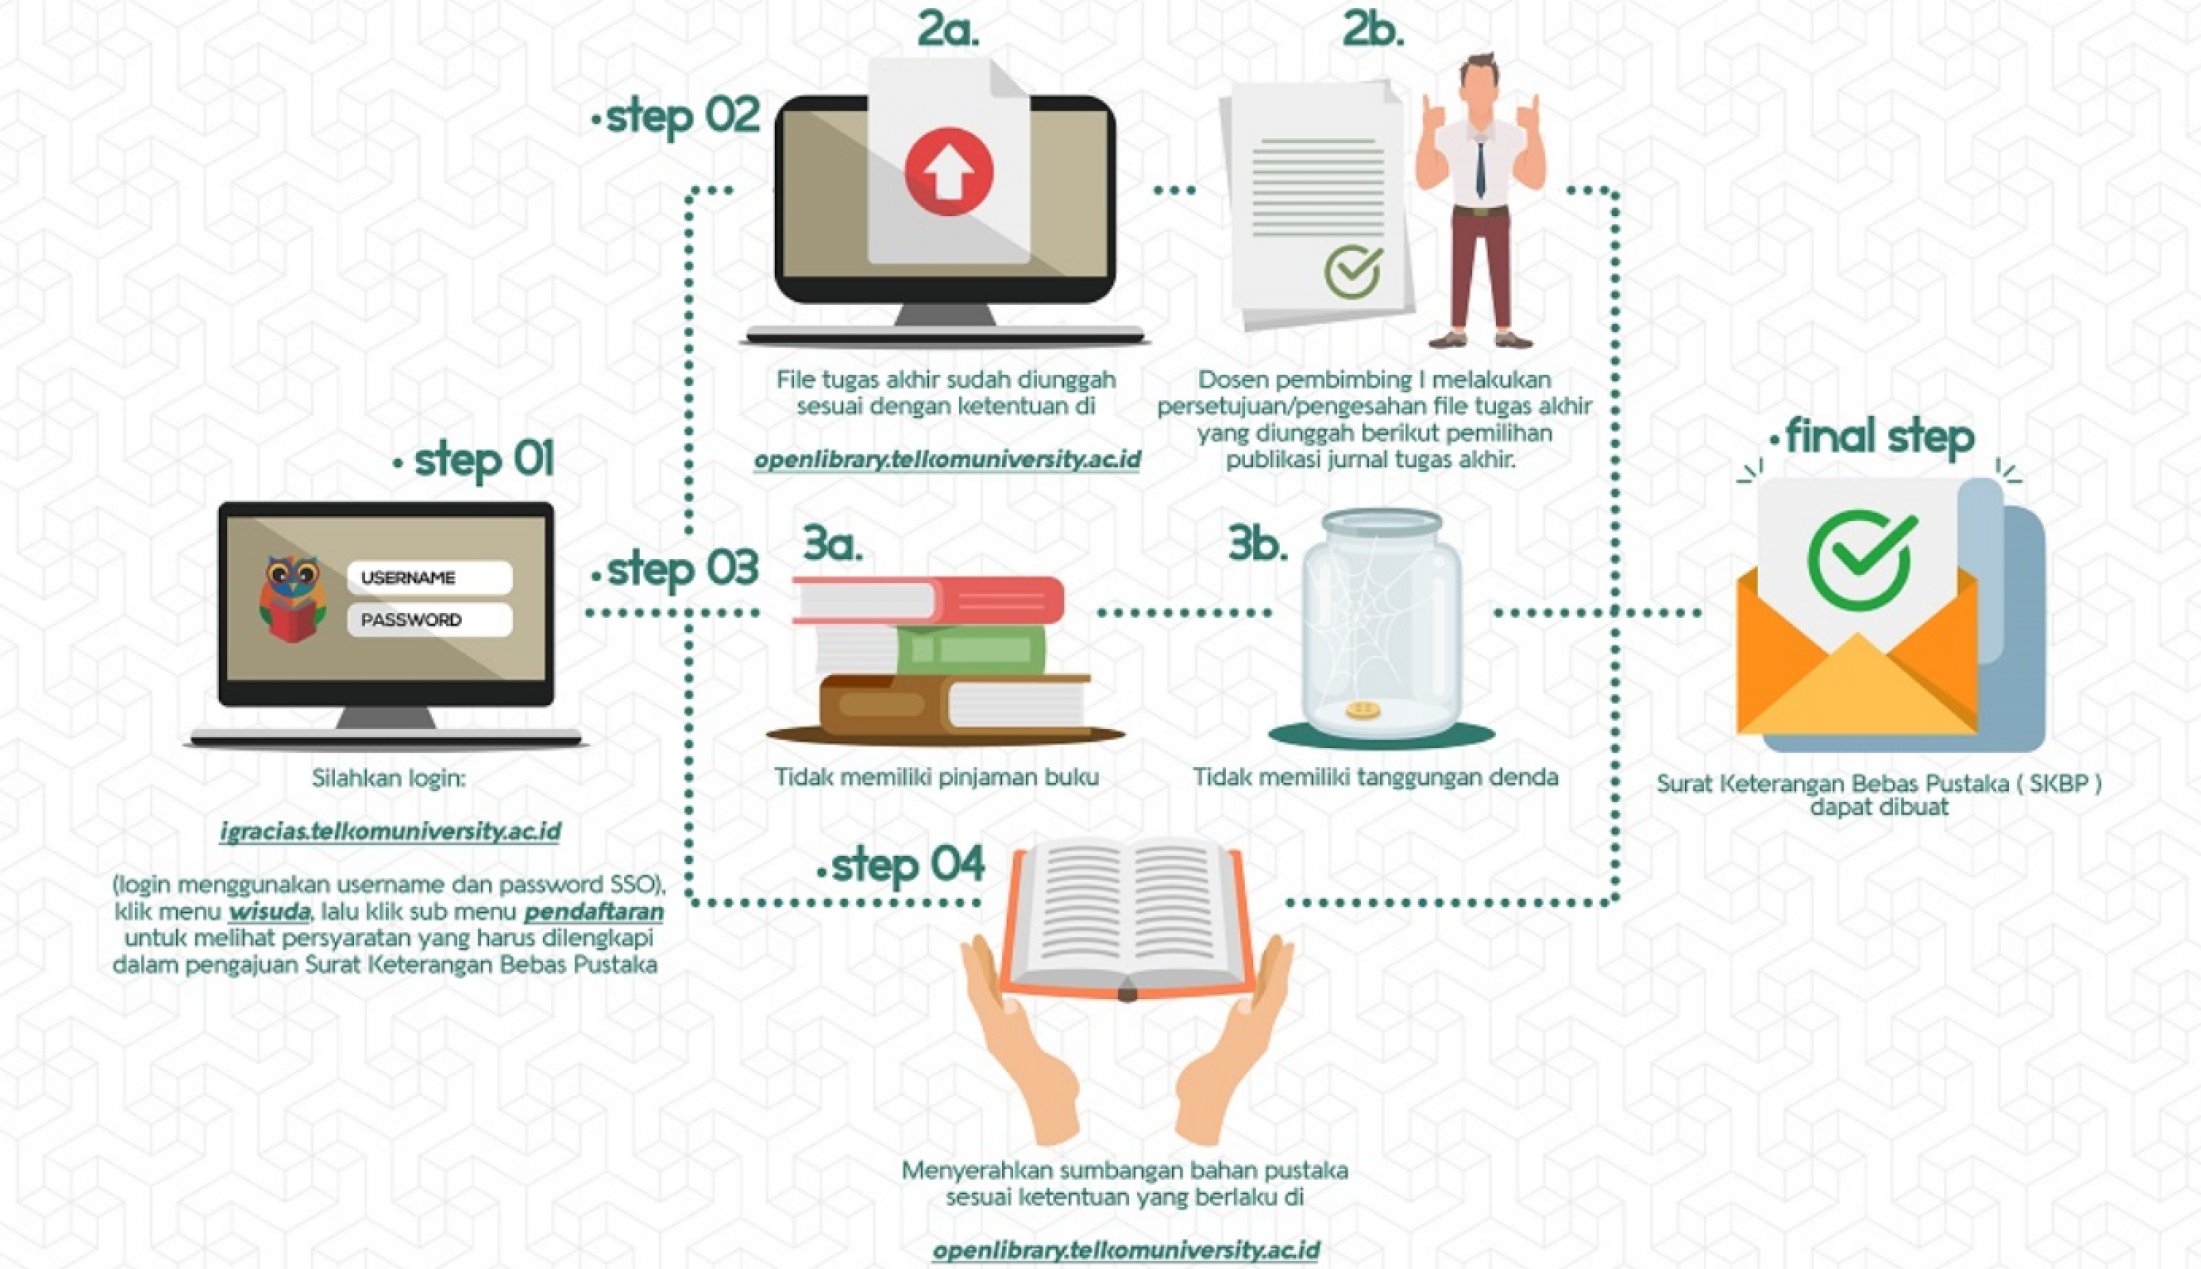 • step 01
USERNAME
PASSWORD
Silahkan login:
igracias.telkomuniversity.ac.id
(login menggunakan username dan password SSO),
klik menu wisuda, lalu klik sub menu pendaftaran
untuk melihat persyaratan yang harus dilengkapi
dalam pengajuan Surat Keterangan Bebas Pustaka
• step 02
2a.
File tugas akhir sudah diunggah
sesuai dengan ketentuan di
openlibrary.telkomuniversity.ac.id
2b.
Dosen pembimbing I melakukan
persetujuan/pengesahan file tugas akhir
yang diunggah berikut pemilihan
publikasi jurnal tugas akhir.
• step 03
3a.
Tidak memiliki pinjaman buku
3b.
Tidak memiliki tanggungan denda
• step 04
Menyerahkan sumbangan bahan pustaka
sesuai ketentuan yang berlaku di
openlibrary.telkomuniversity.ac.id
• final step
Surat Keterangan Bebas Pustaka ( SKBP )
dapat dibuat